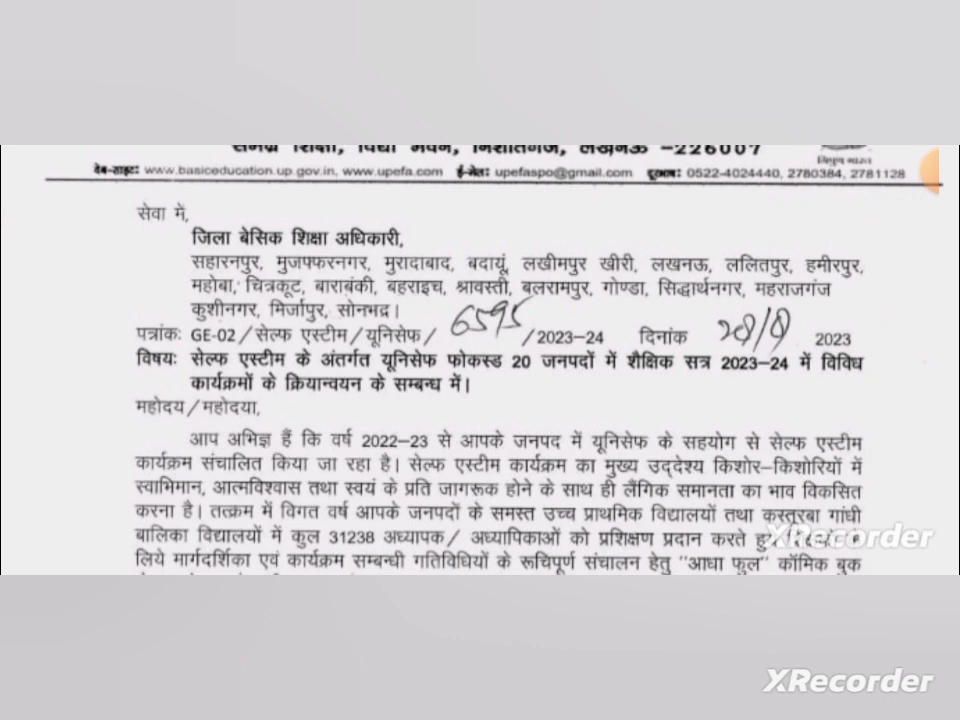 समग्र शिक्षा, विद्या भवन, निशातगंज, लखनऊ –226007
निपुण भारत
वेब-साइटः www.basiceducation.up.gov.in, www.upefa.com ई-मेलः upefaspo@gmail.com दूरभाषः 0522-4024440, 2780384, 2781128
सेवा में,
जिला बेसिक शिक्षा अधिकारी,
सहारनपुर, मुजफ्फरनगर, मुरादाबाद, बदायूं, लखीमपुर खीरी, लखनऊ, ललितपुर, हमीरपुर,
महोबा, चित्रकूट, बाराबंकी, बहराइच, श्रावस्ती, बलरामपुर, गोण्डा, सिद्धार्थनगर, महराजगंज
कुशीनगर, मिर्जापुर, सोनभद्र।
पत्रांकः GE-02/सेल्फ एस्टीम/यूनिसेफ/ 6595 /2023-24 दिनांक 2023
विषयः सेल्फ एस्टीम के अंतर्गत यूनिसेफ फोकस्ड 20 जनपदों में शैक्षिक सत्र 2023-24 में विविध
कार्यक्रमों के क्रियान्वयन के सम्बन्ध में।
महोदय/महोदया,
आप अभिज्ञ हैं कि वर्ष 2022–23 से आपके जनपद में यूनिसेफ के सहयोग से सेल्फ एस्टीम
कार्यक्रम संचालित किया जा रहा है। सेल्फ एस्टीम कार्यक्रम का मुख्य उद्देश्य किशोर–किशोरियों में
स्वाभिमान, आत्मविश्वास तथा स्वयं के प्रति जागरूक होने के साथ ही लैंगिक समानता का भाव विकसित
करना है। तत्क्रम में विगत वर्ष आपके जनपदों के समस्त उच्च प्राथमिक विद्यालयों तथा कस्तूरबा गांधी
बालिका विद्यालयों में कुल 31238 अध्यापक/ अध्यापिकाओं को प्रशिक्षण प्रदान करते हुए
XRecorder
लिये मार्गदर्शिका एवं कार्यक्रम सम्बन्धी गतिविधियों के रूचिपूर्ण संचालन हेतु "आधा फुल" कॉमिक बुक
XRecorder